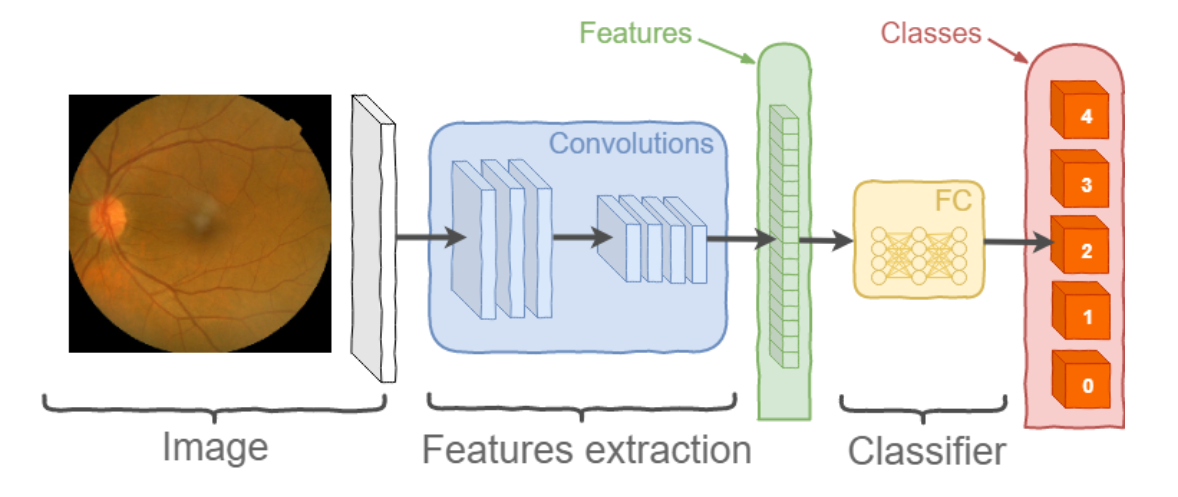 Features
Classes
Convolutions
FC
4
3
2
1
0
Image
Features extraction
Classifier